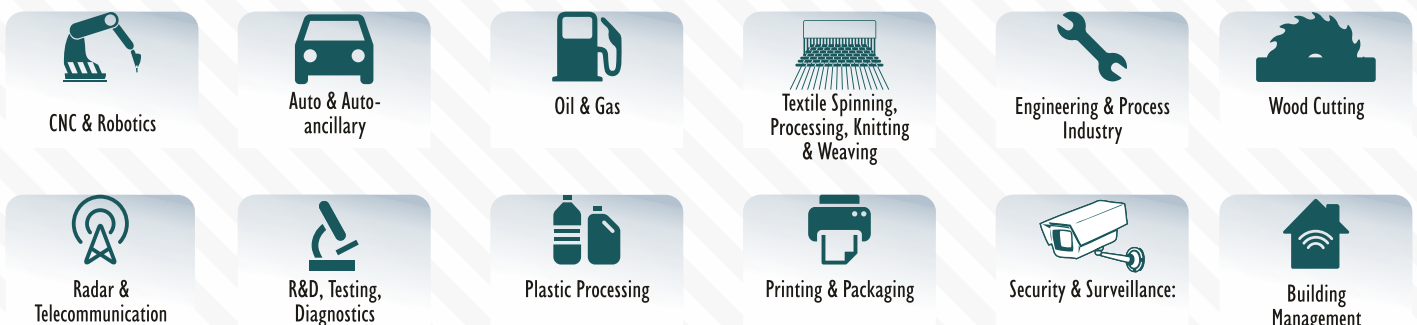 CNC & Robotics
Auto & Auto-
ancillary
Oil & Gas
Textile Spinning,
Processing, Knitting
& Weaving
Engineering & Process
Industry
Wood Cutting
Radar &
Telecommunication
R&D, Testing,
Diagnostics
Plastic Processing
Printing & Packaging
Security & Surveillance:
Building
Management